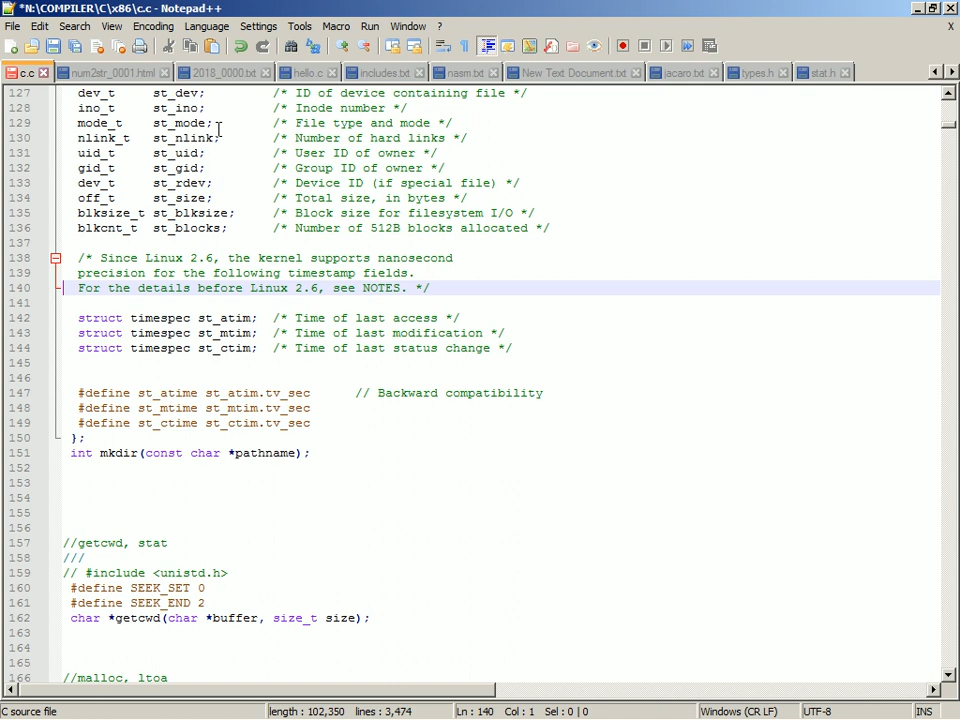 *N:\COMPILER\C\x86\c.c - Notepad++
File Edit Search View Encoding Language Settings Tools Macro Run Window ? X
c.c num2str_0001.html 2018_0000.txt hello.c includes.txt nasm.txt New Text Document.txt jacaro.txt types.h stat.h
127 dev_t st_dev; /* ID of device containing file */
128 ino_t st_ino; /* Inode number */
129 mode_t st_mode; /* File type and mode */
130 nlink_t st_nlink; /* Number of hard links */
131 uid_t st_uid; /* User ID of owner */
132 gid_t st_gid; /* Group ID of owner */
133 dev_t st_rdev; /* Device ID (if special file) */
134 off_t st_size; /* Total size, in bytes */
135 blksize_t st_blksize; /* Block size for filesystem I/O */
136 blkcnt_t st_blocks; /* Number of 512B blocks allocated */
137
138 /* Since Linux 2.6, the kernel supports nanosecond
139 precision for the following timestamp fields.
140 For the details before Linux 2.6, see NOTES. */
141
142 struct timespec st_atim; /* Time of last access */
143 struct timespec st_mtim; /* Time of last modification */
144 struct timespec st_ctim; /* Time of last status change */
145
146
147 #define st_atime st_atim.tv_sec // Backward compatibility
148 #define st_mtime st_mtim.tv_sec
149 #define st_ctime st_ctim.tv_sec
150 };
151 int mkdir(const char *pathname);
152
153
154
155
156
157 //getcwd, stat
158 ///
159 // #include <unistd.h>
160 #define SEEK_SET 0
161 #define SEEK_END 2
162 char *getcwd(char *buffer, size_t size);
163
164
165
166 //malloc, ltoa
C source file length : 102,350 lines : 3,474 Ln : 140 Col : 1 Sel : 0 | 0 Windows (CR LF) UTF-8 INS